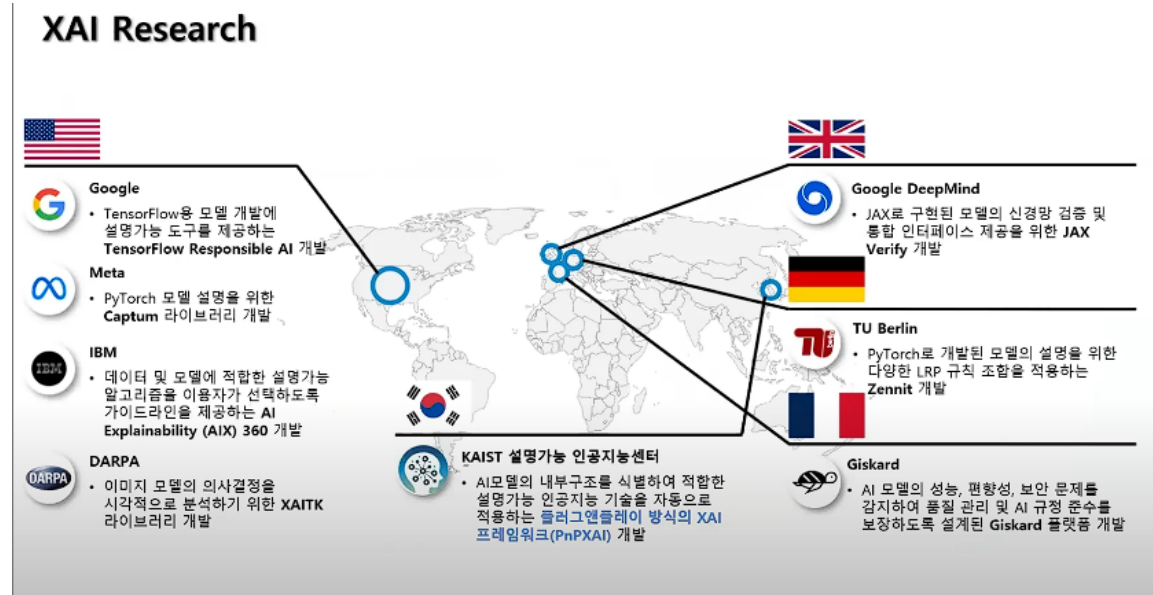 XAI Research
Google
• TensorFlow용 모델 개발에
설명가능 도구를 제공하는
TensorFlow Responsible AI 개발
Meta
• PyTorch 모델 설명을 위한
Captum 라이브러리 개발
IBM
IBM
• 데이터 및 모델에 적합한 설명가능
알고리즘을 이용자가 선택하도록
가이드라인을 제공하는 AI
Explainability (AIX) 360 개발
DARPA
DARPA
• 이미지 모델의 의사결정을
시각적으로 분석하기 위한 XAITK
라이브러리 개발
KAIST 설명가능 인공지능센터
• AI모델의 내부구조를 식별하여 적합한
설명가능 인공지능 기술을 자동으로
적용하는 플러그앤플레이 방식의 XAI
프레임워크(PnPXAI) 개발
Google DeepMind
• JAX로 구현된 모델의 신경망 검증 및
통합 인터페이스 제공을 위한 JAX
Verify 개발
TU Berlin
• PyTorch로 개발된 모델의 설명을 위한
다양한 LRP 규칙 조합을 적용하는
Zennit 개발
Giskard
• AI 모델의 성능, 편향성, 보안 문제를
감지하여 품질 관리 및 AI 규정 준수를
보장하도록 설계된 Giskard 플랫폼 개발